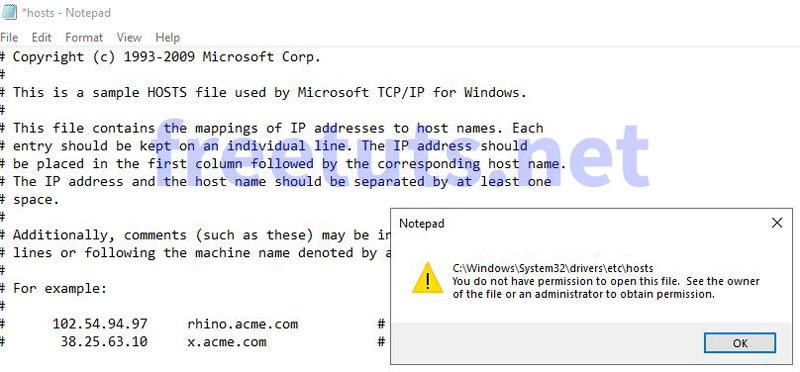 *hosts - Notepad
File Edit Format View Help
# Copyright (c) 1993-2009 Microsoft Corp.
#
# This is a sample HOSTS file used by Microsoft TCP/IP for Windows.
#
# This file contains the mappings of IP addresses to host names. Each
# entry should be kept on an individual line. The IP address should
# be placed in the first column followed by the corresponding host name.
# The IP address and the host name should be separated by at least one
# space.
#
# Additionally, comments (such as these) may be in
# lines or following the machine name denoted by a
#
# For example:
#
# 102.54.94.97 rhino.acme.com #
# 38.25.63.10 x.acme.com #
freetuts.net
Notepad
C:\Windows\System32\drivers\etc\hosts
You do not have permission to open this file. See the owner
of the file or an administrator to obtain permission.
OK